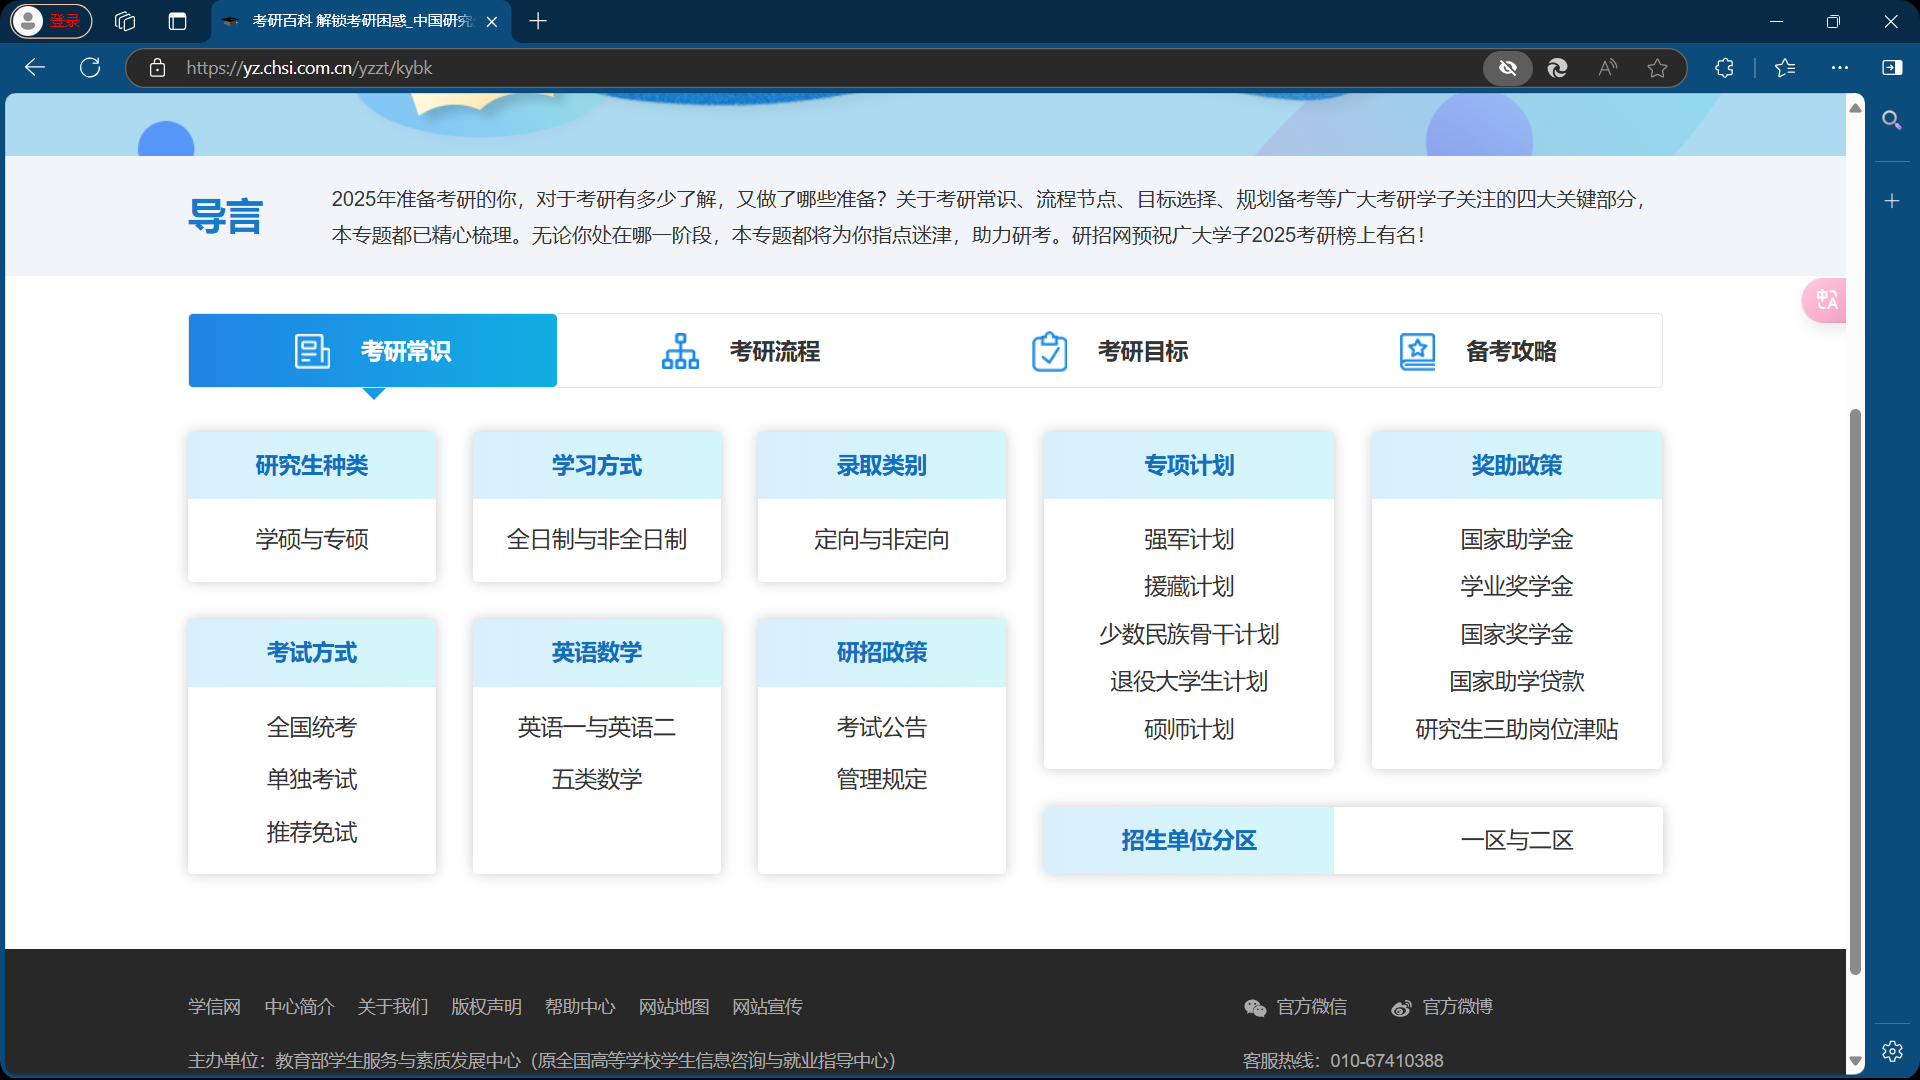 登录
考研百科 解锁考研困惑_中国研究
https://yz.chsi.com.cn/yzzt/kybk
导言
2025年准备考研的你，对于考研有多少了解，又做了哪些准备？关于考研常识、流程节点、目标选择、规划备考等广大考研学子关注的四大关键部分，
本专题都已精心梳理。无论你处在哪一阶段，本专题都将为你指点迷津，助力研考。研招网预祝广大学子2025考研榜上有名！
考研常识
考研流程
考研目标
备考攻略
研究生种类
学硕与专硕
学习方式
全日制与非全日制
录取类别
定向与非定向
专项计划
强军计划
援藏计划
少数民族骨干计划
退役大学生计划
硕师计划
奖助政策
国家助学金
学业奖学金
国家奖学金
国家助学贷款
研究生三助岗位津贴
考试方式
全国统考
单独考试
推荐免试
英语数学
英语一与英语二
五类数学
研招政策
考试公告
管理规定
招生单位分区
一区与二区
学信网 中心简介 关于我们 版权声明 帮助中心 网站地图 网站宣传
官方微信 官方微博
主办单位：教育部学生服务与素质发展中心（原全国高等学校学生信息咨询与就业指导中心）
客服热线：010-67410388